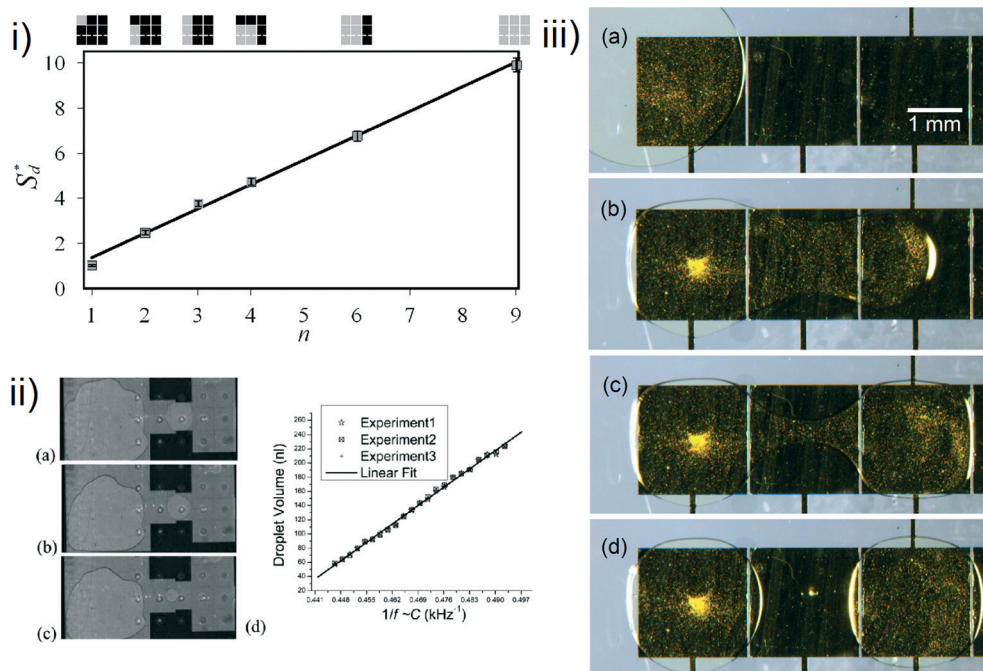 i)
10
8
6
4
2
0
S*d
1 2 3 4 5 6 7 8 9
n
ii)
(a)
(b)
(c)
(d)
Experiment1
Experiment2
Experiment3
Linear Fit
Droplet Volume (nl)
260
240
220
200
180
160
140
120
100
80
60
40
20
0.441 0.448 0.455 0.462 0.469 0.476 0.483 0.490 0.497
1/f ~C (kHz-1)
iii)
(a)
1 mm
(b)
(c)
(d)